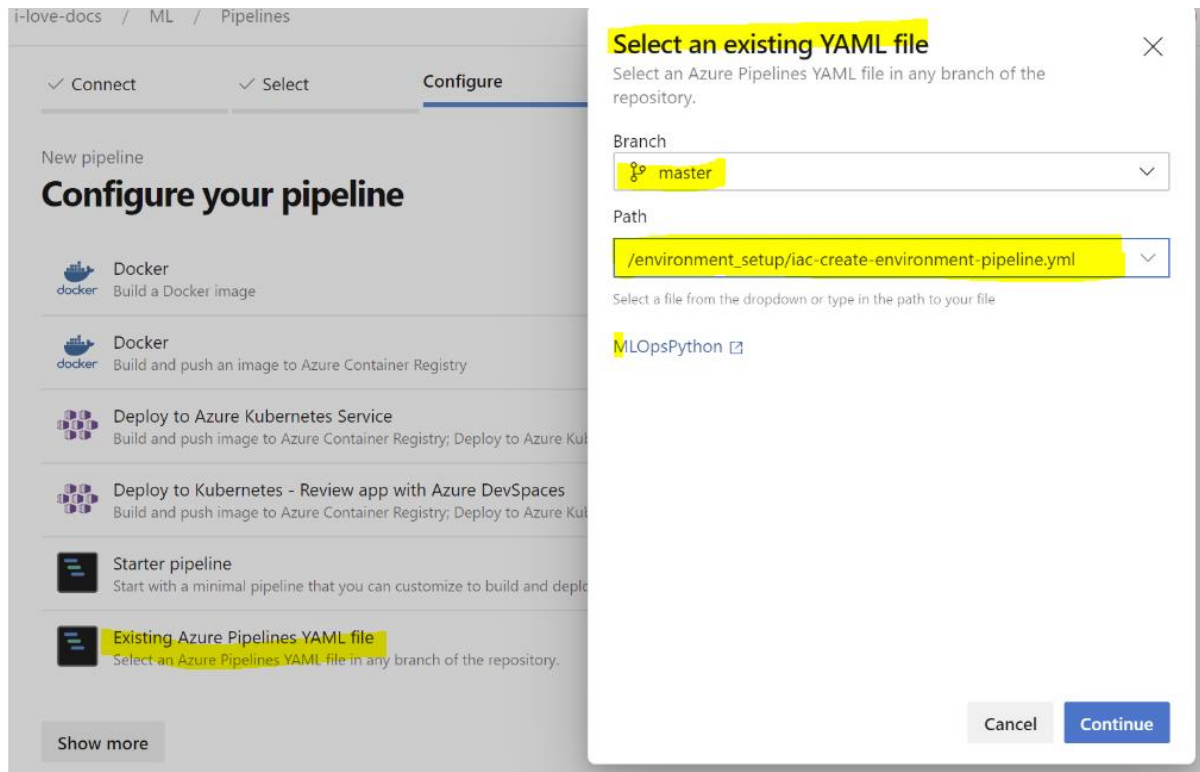 i-love-docs / ML / Pipelines
Connect
Select
Configure
New pipeline
Configure your pipeline
docker
Docker
Build a Docker image
docker
Docker
Build and push an image to Azure Container Registry
Deploy to Azure Kubernetes Service
Build and push image to Azure Container Registry; Deploy to Azure Kub
Deploy to Kubernetes - Review app with Azure DevSpaces
Build and push image to Azure Container Registry; Deploy to Azure Kub
Starter pipeline
Start with a minimal pipeline that you can customize to build and deplo
Existing Azure Pipelines YAML file
Select an Azure Pipelines YAML file in any branch of the repository.
Show more
Select an existing YAML file
Select an Azure Pipelines YAML file in any branch of the
repository.
Branch
master
Path
/environment_setup/iac-create-environment-pipeline.yml
Select a file from the dropdown or type in the path to your file
MLOpsPython
Cancel
Continue